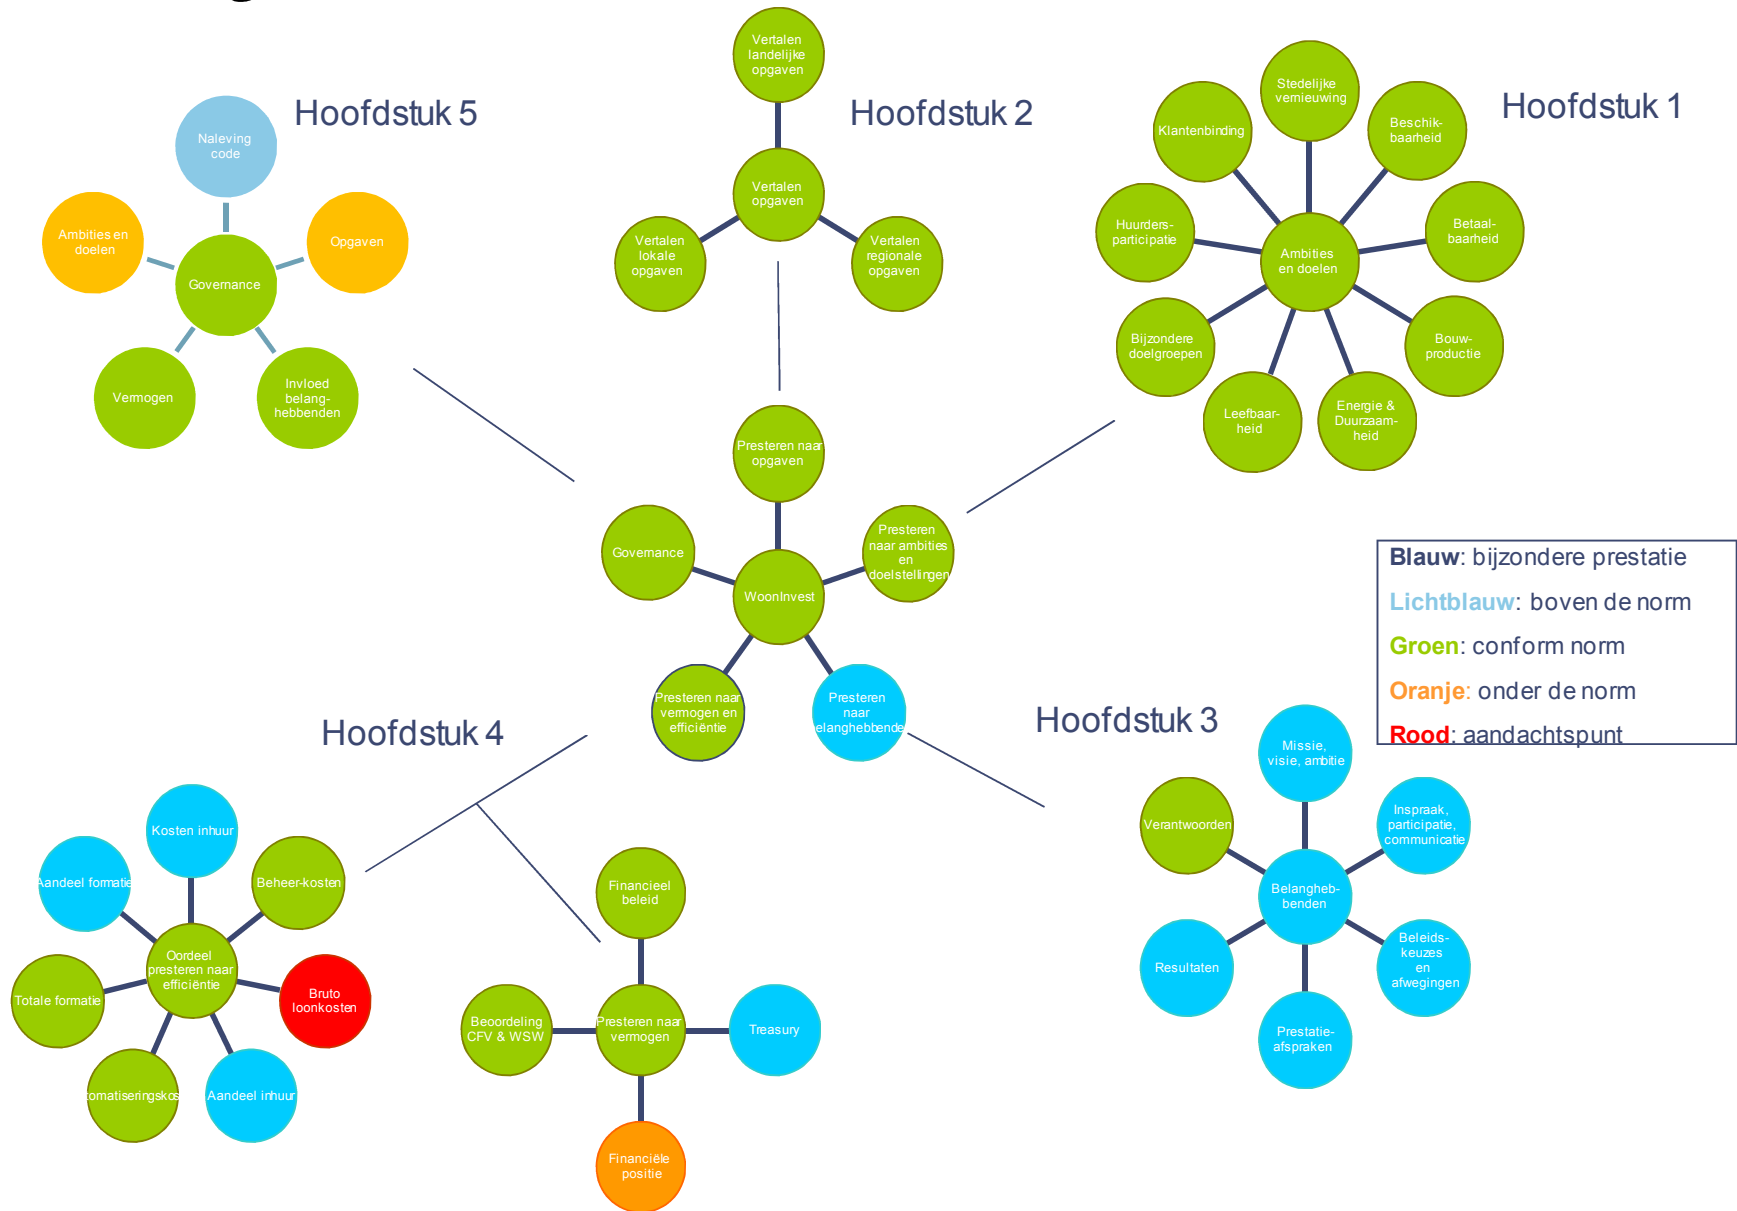 Hoofdstuk 5
Naleving
code
Ambities en
doelen
Opgaven
Governance
Vermogen
Invloed
belang-
hebbenden
Hoofdstuk 2
Vertalen
landelijke
opgaven
Vertalen
opgaven
Vertalen
lokale
opgaven
Vertalen
regionale
opgaven
Hoofdstuk 1
Stedelijke
vernieuwing
Klantenbinding
Beschik-
baarheid
Huurders-
participatie
Betaal-
baarheid
Ambities
en doelen
Bijzondere
doelgroepen
Bouw-
productie
Leefbaar-
heid
Energie &
Duurzaam-
heid
Presteren naar
opgaven
Governance
Presteren
naar ambities
en
doelstellingen
WoonInvest
Presteren naar
vermogen en
efficiëntie
Presteren
naar
elanghebbende
Blauw: bijzondere prestatie
Lichtblauw: boven de norm
Groen: conform norm
Oranje: onder de norm
Rood: aandachtspunt
Hoofdstuk 4
Kosten inhuur
Aandeel formatie
Beheer-kosten
Oordeel
presteren naar
efficiëntie
Totale formatie
Bruto
loonkosten
tomatiseringskos
Aandeel inhuur
Financieel
beleid
Beoordeling
CFV & WSW
Presteren naar
vermogen
Treasury
Financiële
positie
Hoofdstuk 3
Missie,
visie, ambitie
Verantwoorden
Inspraak,
participatie,
communicatie
Belangheb-
benden
Resultaten
Beleids-
keuzes
en
afwegingen
Prestatie-
afspraken